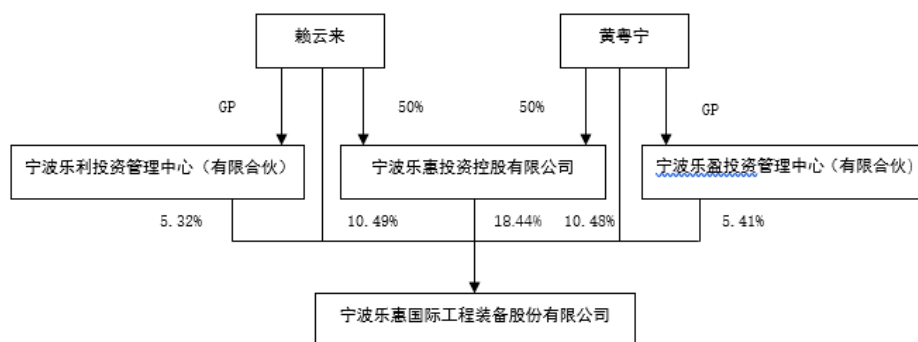 赖云来
黄粤宁
GP
50%
50%
GP
宁波乐利投资管理中心（有限合伙）
宁波乐惠投资控股有限公司
宁波乐盈投资管理中心（有限合伙)
5.32%
10.49%
18.44%
10.48%
5.41%
宁波乐惠国际工程装备股份有限公司